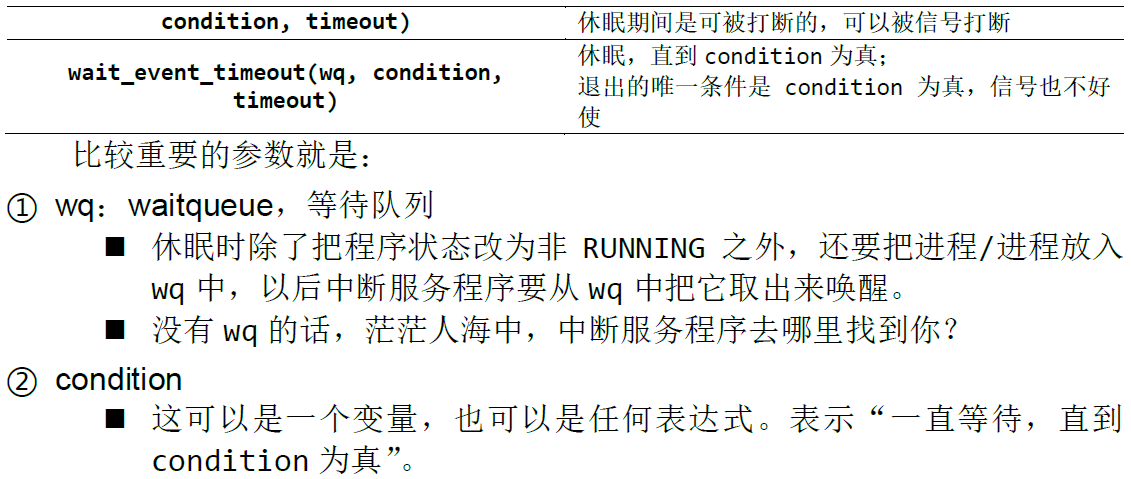 condition, timeout)	休眠期间是可被打断的，可以被信号打断
wait_event_timeout(wq, condition,
timeout)
休眠，直到 condition 为真；
退出的唯一条件是 condition 为真，信号也不好
使
比较重要的参数就是：
① wq：waitqueue，等待队列
■ 休眠时除了把程序状态改为非 RUNNING 之外，还要把进程/进程放入
wq 中，以后中断服务程序要从 wq 中把它取出来唤醒。
■ 没有 wq 的话，茫茫人海中，中断服务程序去哪里找到你？
② condition
■ 这可以是一个变量，也可以是任何表达式。表示“一直等待，直到
condition 为真”。